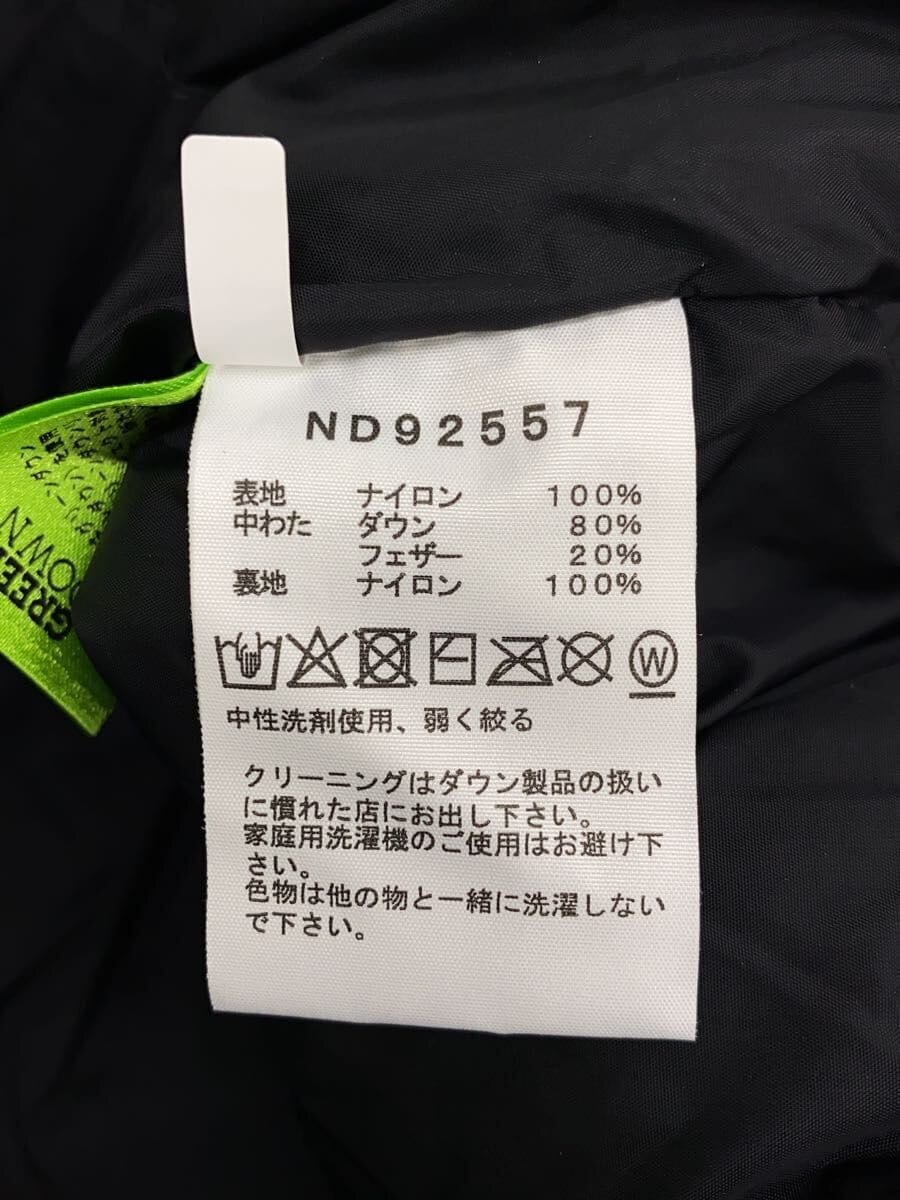 ND92557
表地 ナイロン 100%
中わた ダウン 80%
フェザー 20%
裏地 ナイロン 100%
W
中性洗剤使用、弱く絞る
クリーニングはダウン製品の扱い
に慣れた店にお出し下さい。
家庭用洗濯機のご使用はお避け下
さい。
色物は他の物と一緒に洗濯しない
で下さい。
GREE
DOWN